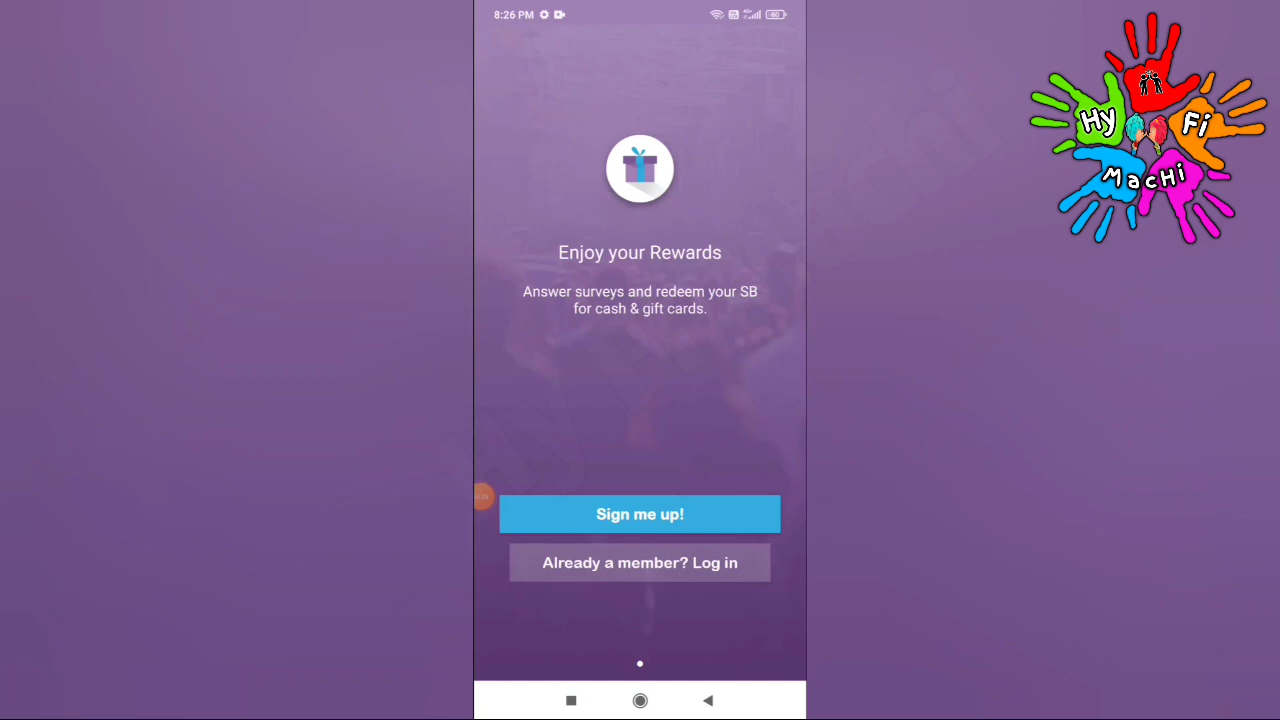 8:26 PM
Hy
Fi
MacHi
Enjoy your Rewards
Answer surveys and redeem your SB
for cash & gift cards.
Sign me up!
Already a member? Log in